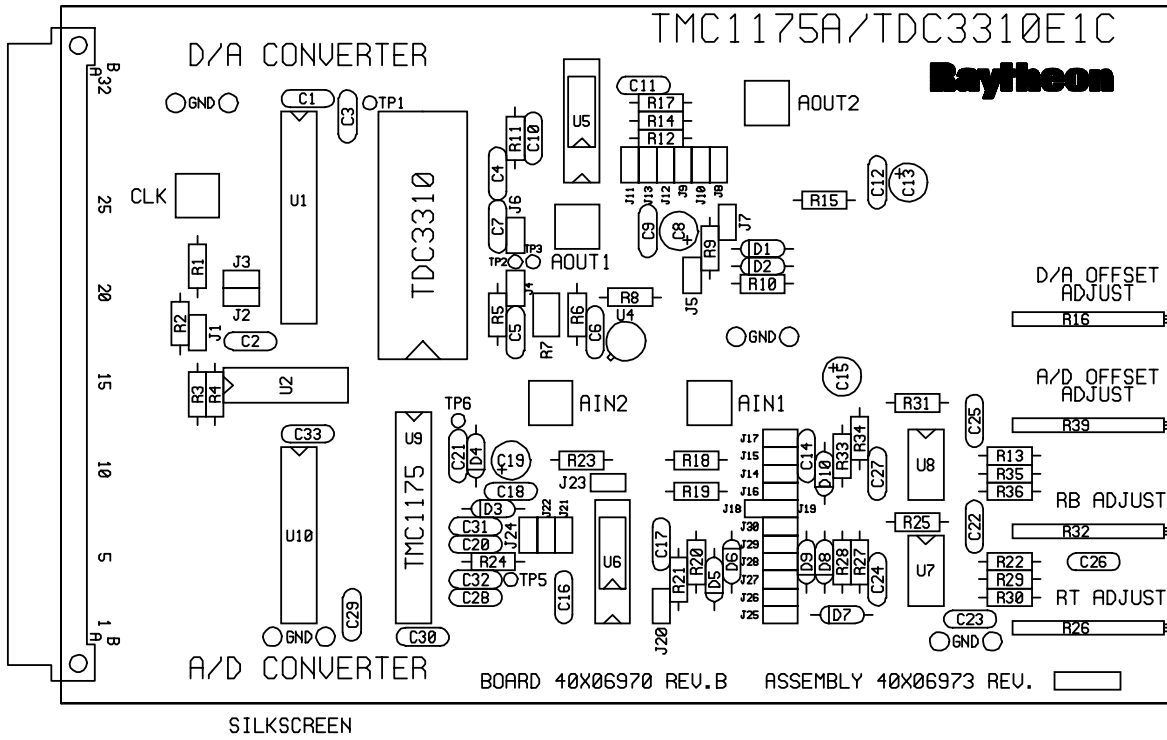 TMC1175A/TDC3310E1C
Raytheon
D/A CONVERTER
B
A
32
GND
C1
C3
TP1
C11
R17
R14
R12
AOUT2
U5
R11
C10
C4
J11
J13
J12
J9
J10
J8
C12
C13
+
R15
CLK
25
U1
TDC3310
C7
J6
AOUT1
C9
C8
+
R9
J7
TP2
TP3
D1
D2
R10
J5
R1
J3
J2
20
R2
J1
C2
J4
R5
C5
R7
R6
C6
R8
U4
GND
D/A OFFSET
ADJUST
R16
15
R3
R4
U2
AIN2
AIN1
C15
+
A/D OFFSET
ADJUST
R39
R31
C25
C33
U9
TP6
C21
D4
C19
+
R23
J23
R18
R19
J17
J15
J14
J16
J18
J19
C14
D10
R33
R34
C27
U8
R13
R35
R36
10
U10
TMC1175
C18
D3
C31
C20
J24
J22
J21
R24
C32
C28
TP5
C16
U6
C17
R21
R20
D5
D6
J20
J30
J29
J28
J27
J26
J25
D9
D8
R28
R27
C24
D7
R25
U7
C22
R22
R29
R30
C23
GND
RB ADJUST
R32
C26
RT ADJUST
R26
5
1
A
B
GND
C29
C30
A/D CONVERTER
BOARD 40X06970 REV.B
ASSEMBLY 40X06973 REV.
SILKSCREEN